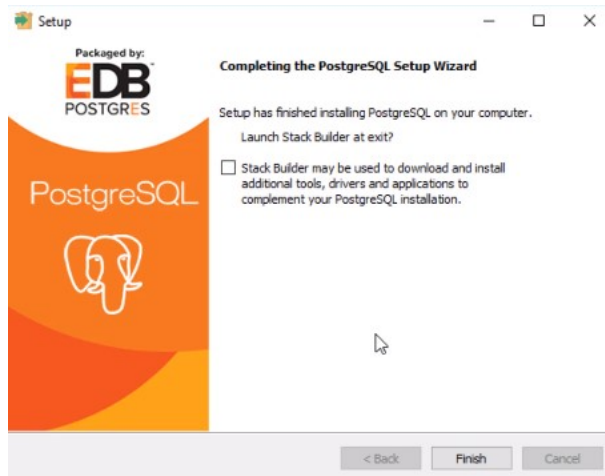 Setup
Packaged by:
EDB
POSTGRES
PostgreSQL
Completing the PostgreSQL Setup Wizard
Setup has finished installing PostgreSQL on your computer.
Launch Stack Builder at exit?
Stack Builder may be used to download and install
additional tools, drivers and applications to
complement your PostgreSQL installation.
< Back
Finish
Cancel